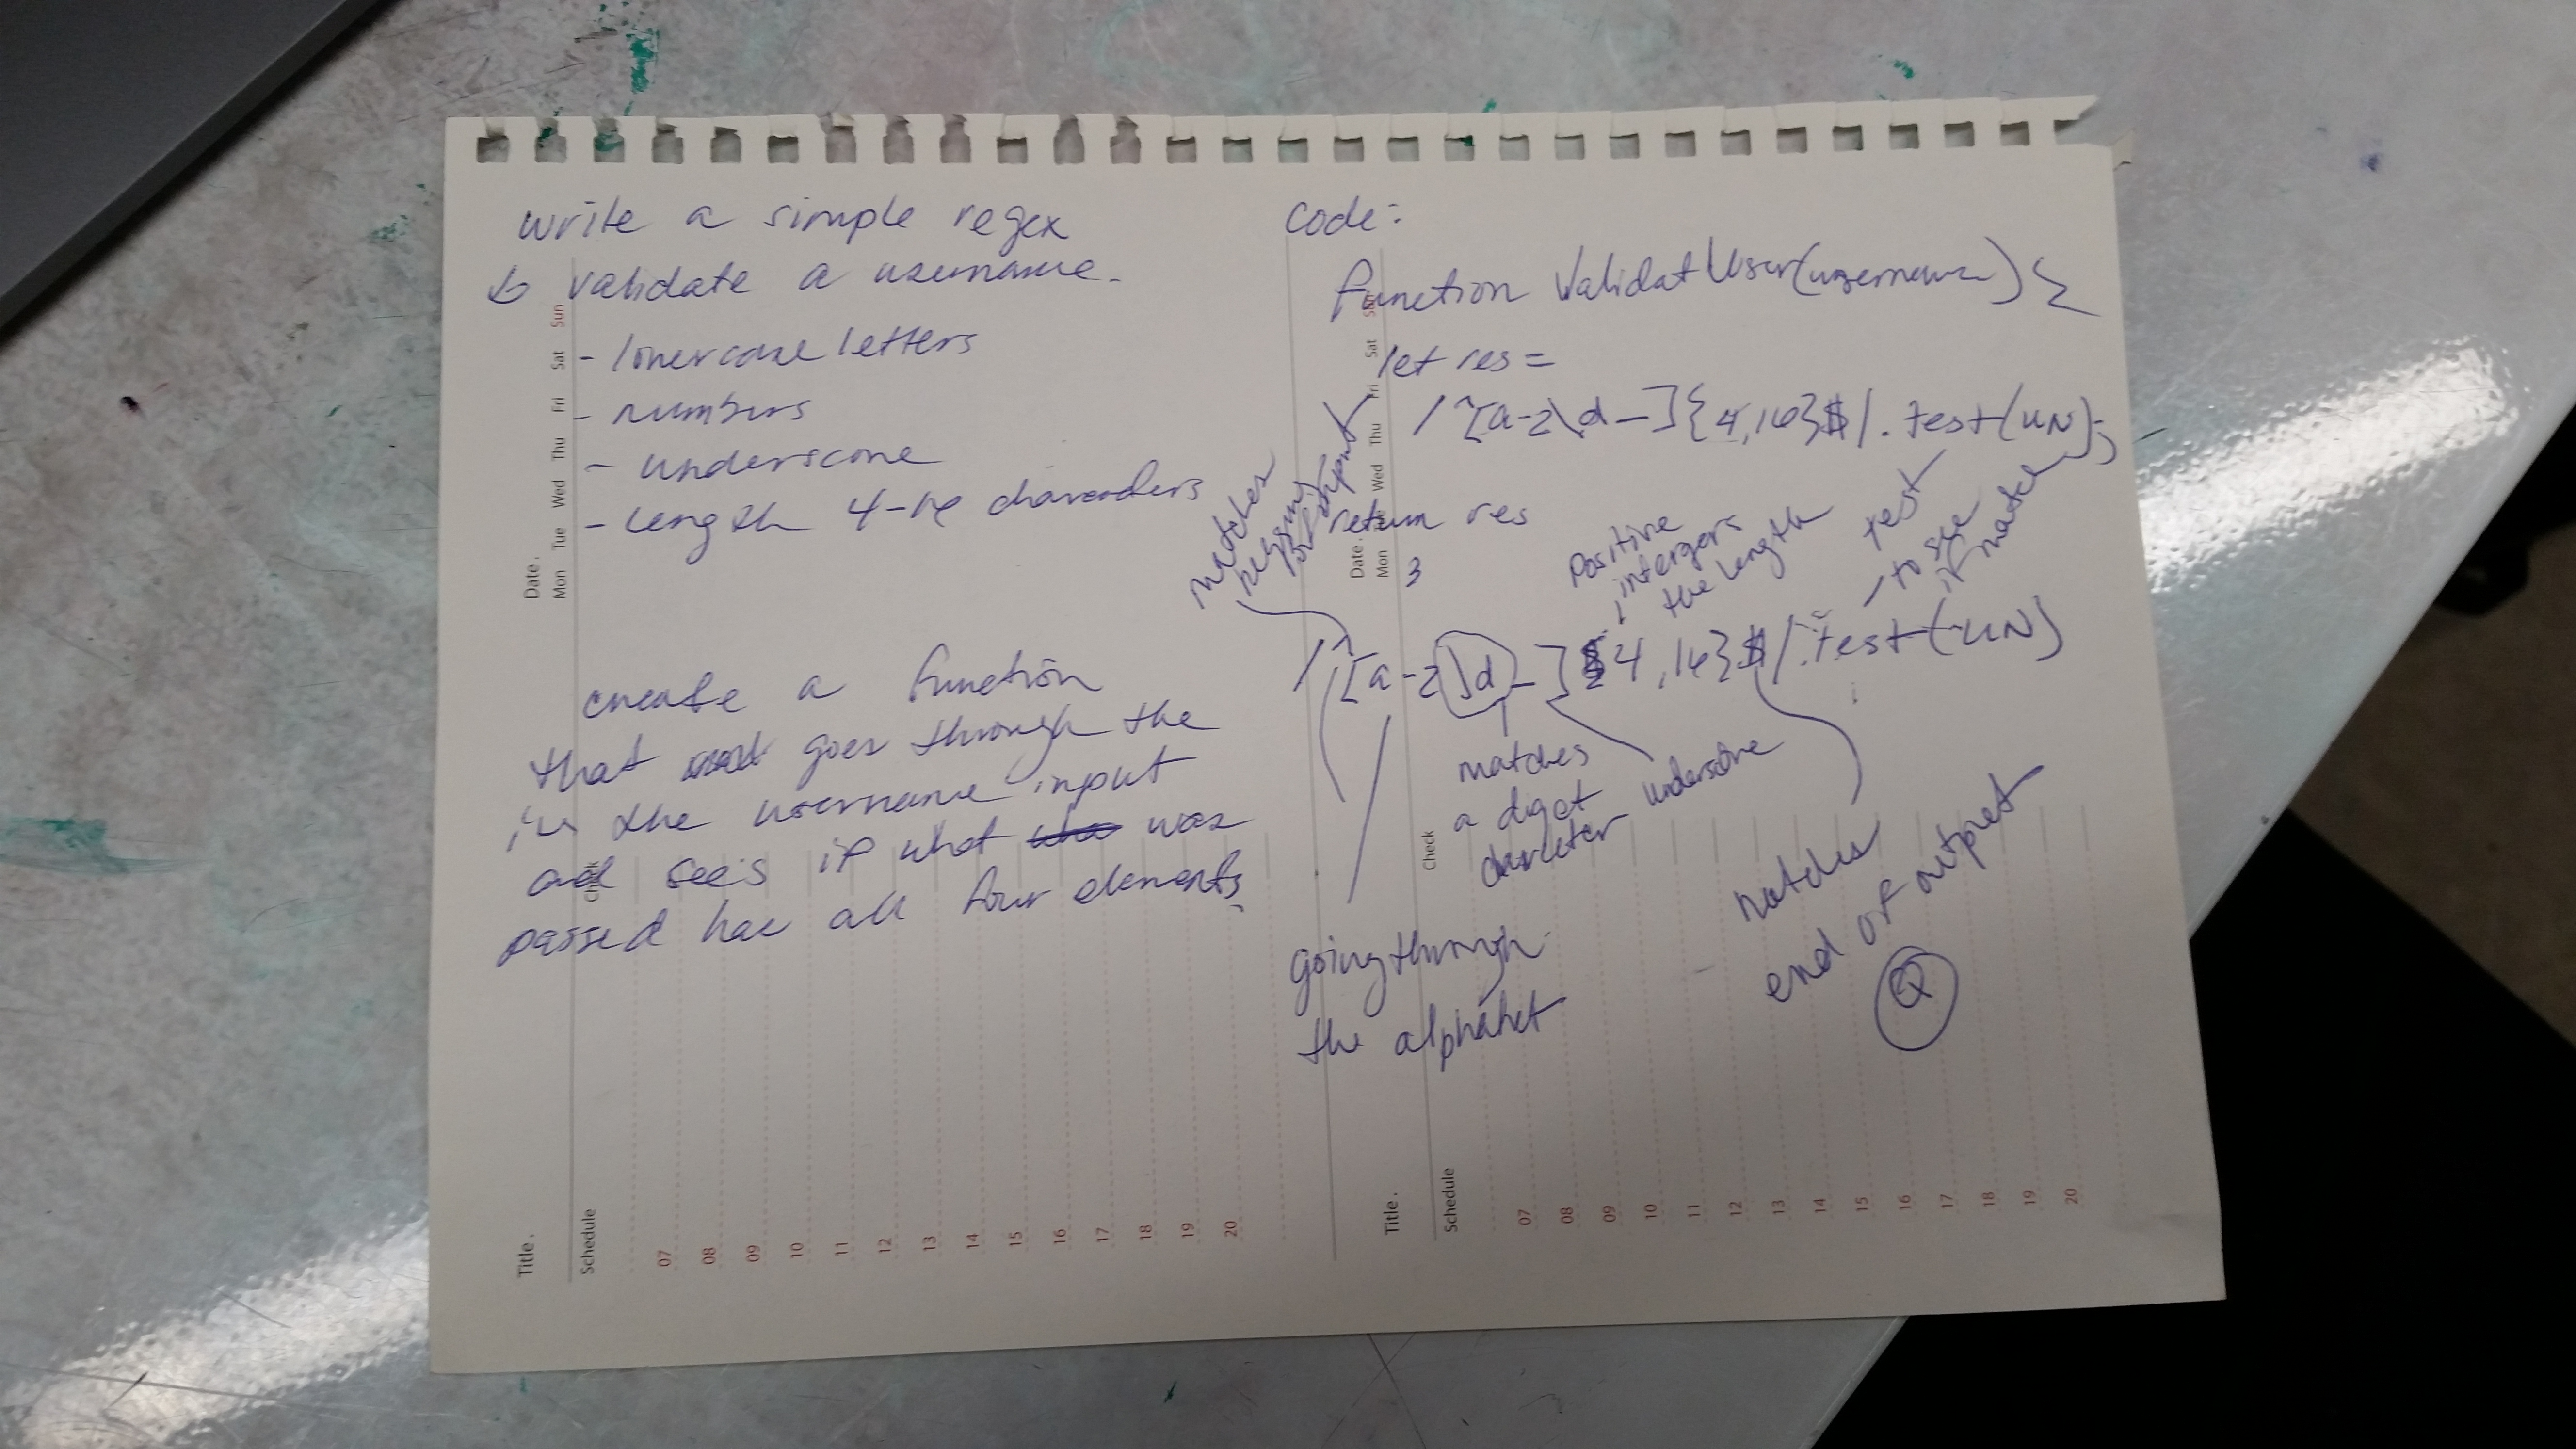 write a simple regex
to validate a username.
- lowercase letters
- numbers
- underscore
- length 4-16 characters
create a function
that goes through the
in the username input
and sees if what was
passed has all four elements.
code:
function ValidatUser(username) {
let res =
/^[a-z\d_]{4,16}$/.test(UN);
return res
}
matches
beginning
of input
positive
intergers
the length
test
- to see
if match
/^[a-z\d_]{4,16}$/.test(UN)
matches
a diget
character
underscore
matches
end of output
going through
the alphabet
Date.
Mon Tue Wed Thu Fri Sat Sun
Check
Title.
Schedule
07
08
09
10
11
12
13
14
15
16
17
18
19
20
Date.
Mon Wed Thu Fri Sat
Check
Title.
Schedule
07
08
09
10
11
12
13
14
15
16
17
18
19
20